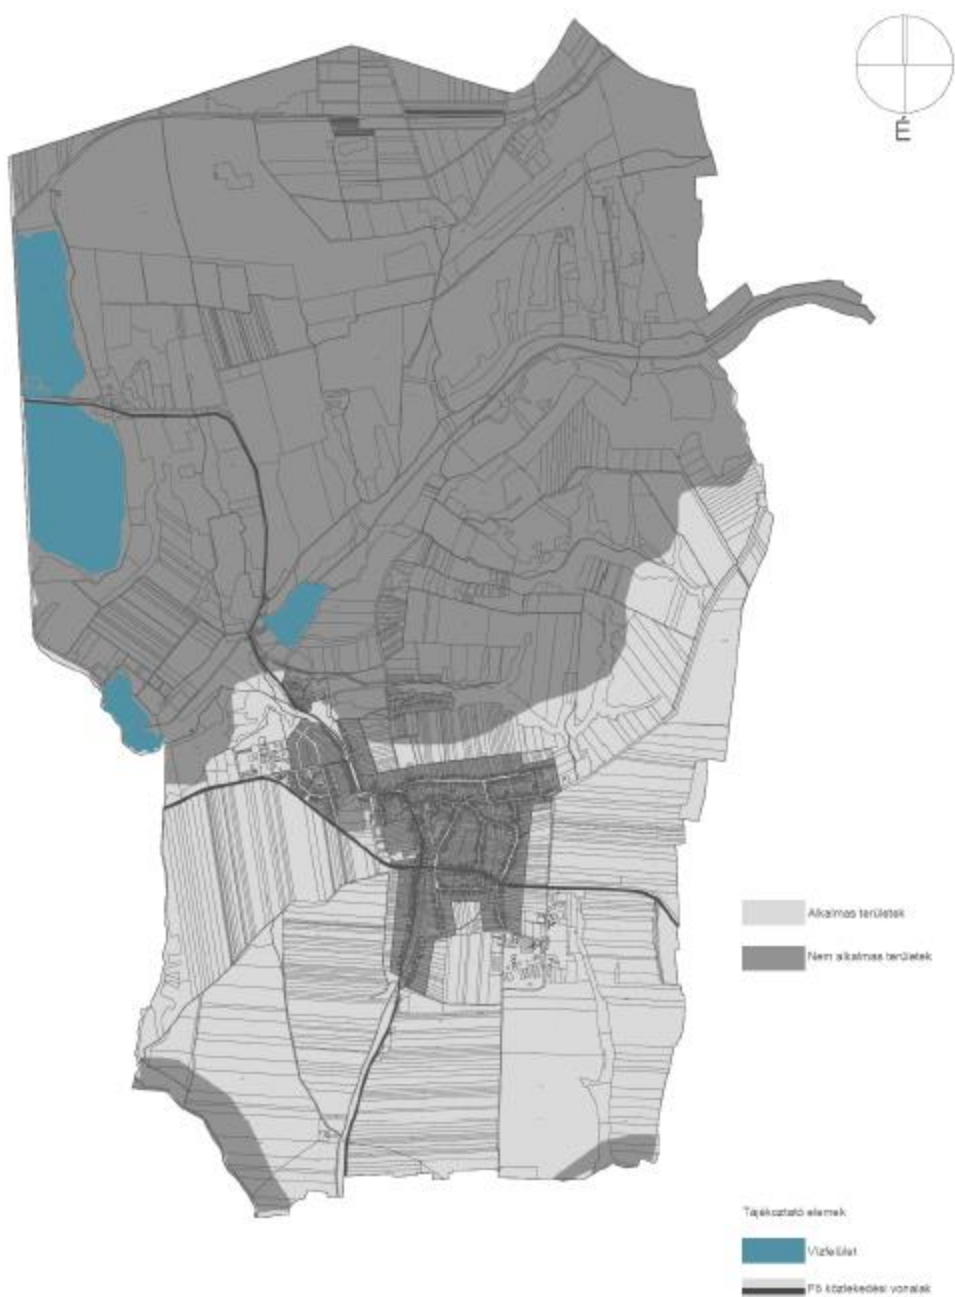 É
Alkalmas területek
Nem alkalmas területek
Tájékoztató elemek
Vízfelület
Fő közlekedési vonalak